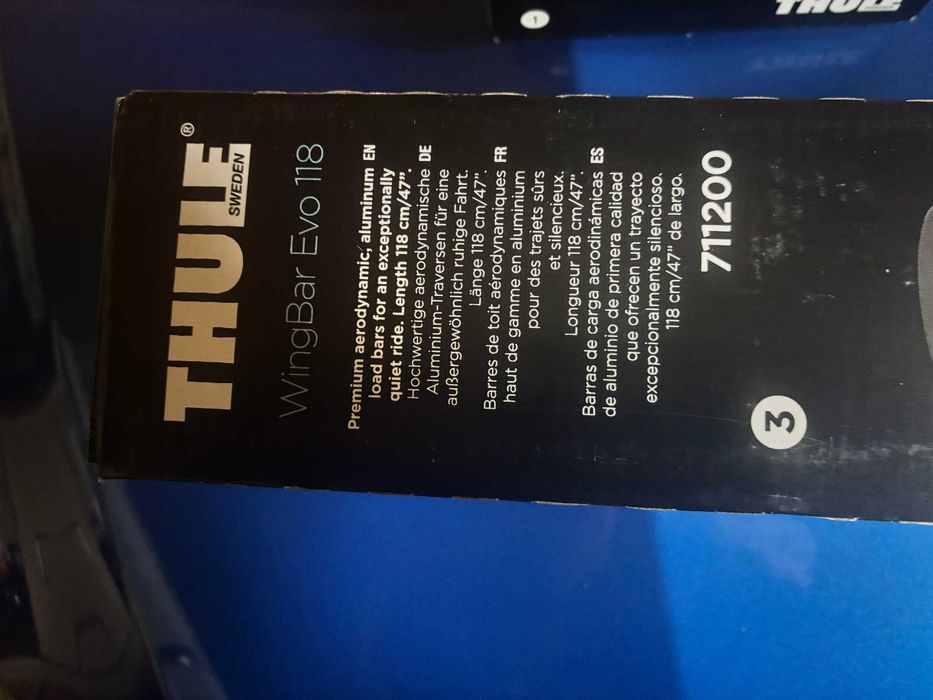 THULE®
SWEDEN
WingBar Evo 118
Premium aerodynamic, aluminum EN
load bars for an exceptionally
quiet ride. Length 118 cm/47".
Hochwertige aerodynamische DE
Aluminium-Traversen für eine
außergewöhnlich ruhige Fahrt.
Länge 118 cm/47".
Barres de toit aérodynamiques FR
haut de gamme en aluminium
pour des trajets sûrs
et silencieux.
Longueur 118 cm/47".
Barras de carga aerodinámicas ES
de aluminio de primera calidad
que ofrecen un trayecto
excepcionalmente silencioso.
118 cm/47" de largo.
711200
3
1
THULE